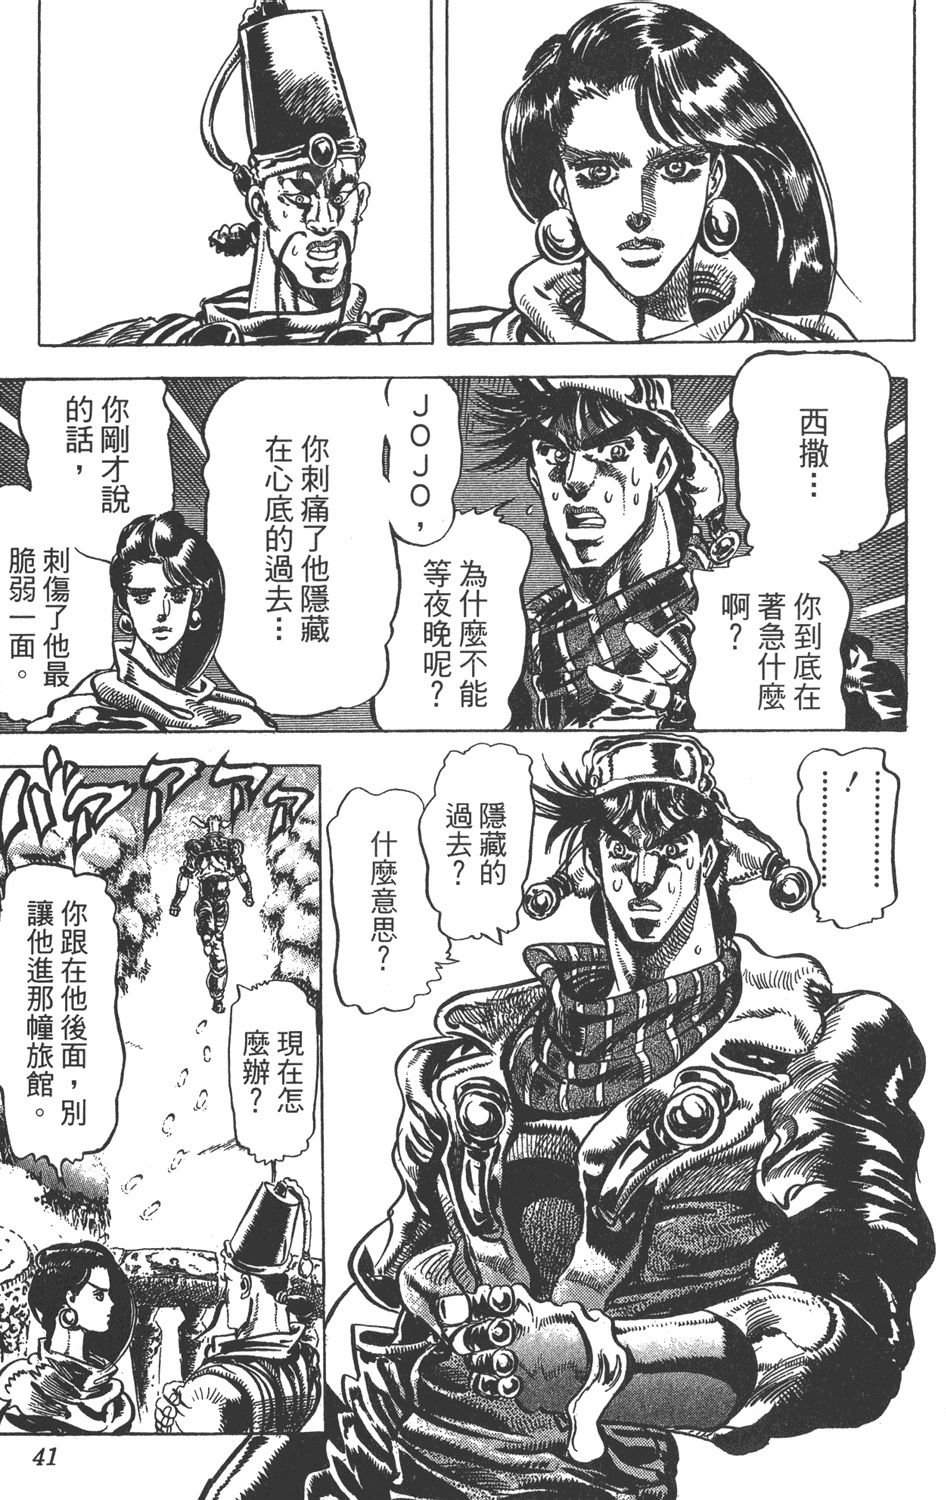 西撒⋯
你到底在
著急什麼
啊？
JOJO，
為什麼不能
等夜晚呢？
你刺痛了他隱藏
在心底的過去⋯
你剛才說
的話，
刺傷了他最
脆弱一面。
⋯⋯！
⋯⋯⋯⋯
隱藏的
過去？
什麼意思？
現在怎
麼辦？
你跟在他後面，別
讓他進那幢旅館。
41